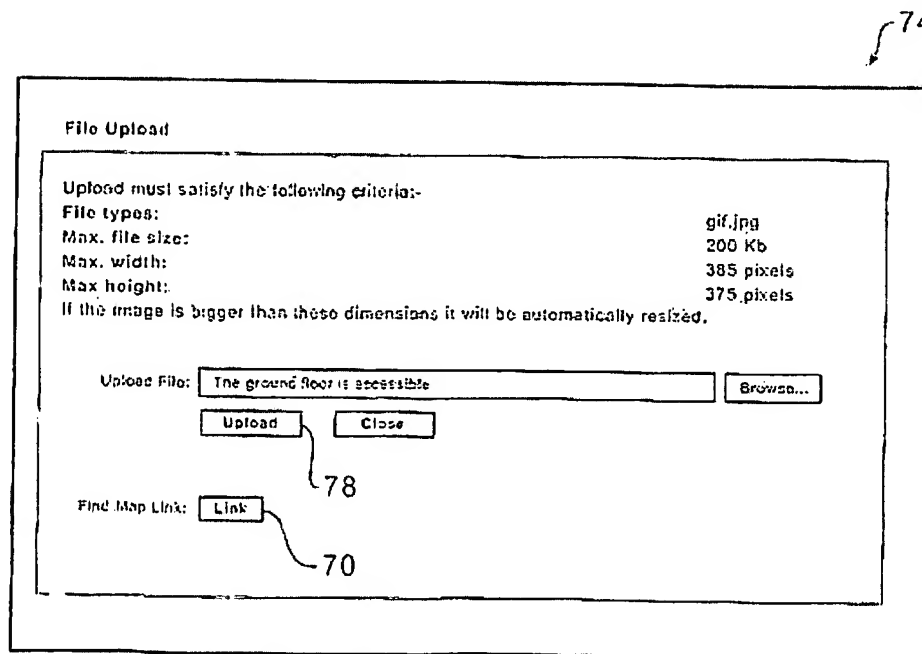 74
File Upload
Upload must satisfy the following criteria:-
File types: gif.jpg
Max. file size: 200 Kb
Max. width: 385 pixels
Max height: 375 pixels
If the image is bigger than these dimensions it will be automatically resized.
Upload File: The ground floor is accessible Browse...
Upload Close
78
Find Map Link: Link
70